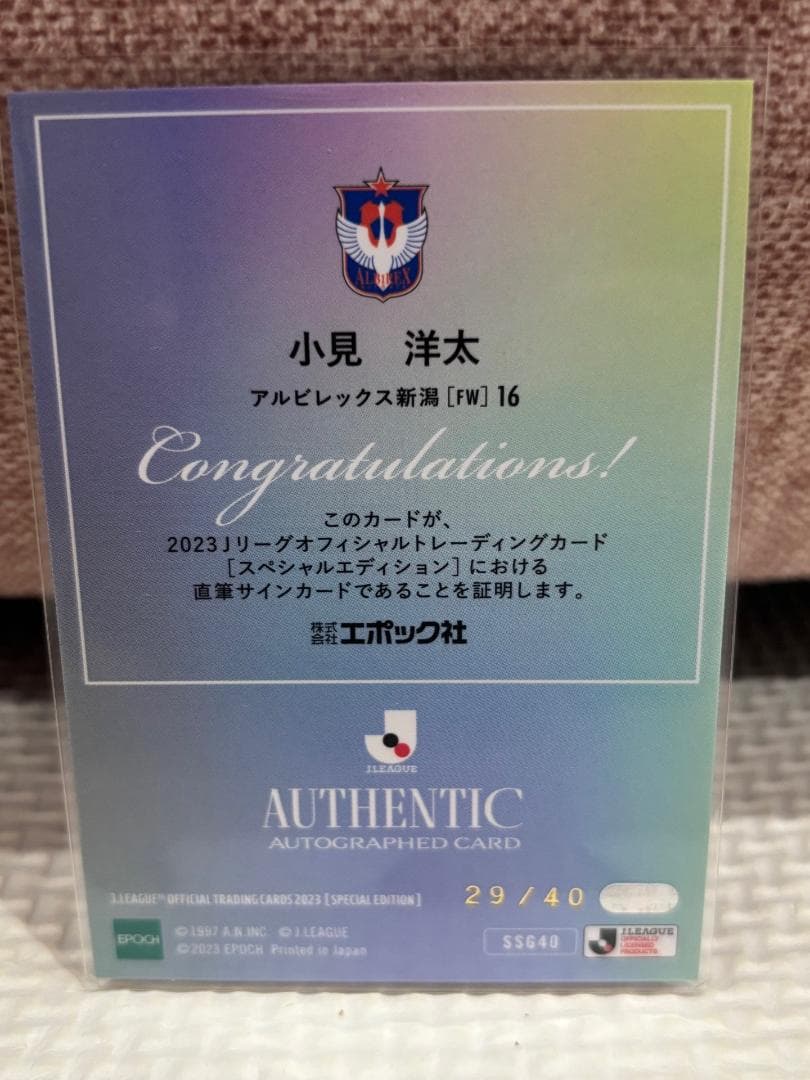 ALBIREX
小見 洋太
アルビレックス新潟[FW]16
Congratulations!
このカードが、
2023Jリーグオフィシャルトレーディングカード
[スペシャルエディション]における
直筆サインカードであることを証明します。
株式会社エポック社
J.LEAGUE
AUTHENTIC
AUTOGRAPHED CARD
J.LEAGUE™ OFFICIAL TRADING CARDS 2023 [SPECIAL EDITION]
29/40
EPOCH
©1997 A.N.INC. ©J.LEAGUE
©2023 EPOCH Printed in Japan
SSG40
J.LEAGUE
OFFICIALLY
LICENSED
PRODUCTS